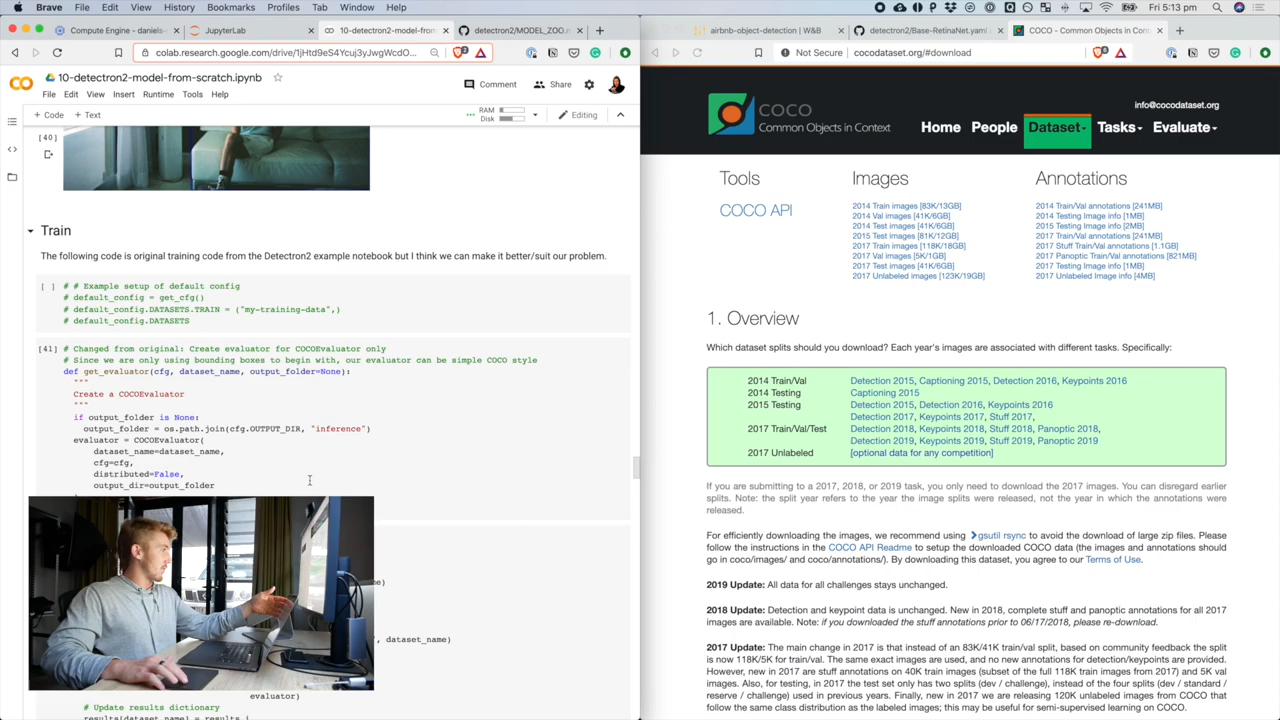 Brave File Edit View History Bookmarks Profiles Tab Window Help
Fri 5:13 pm
Compute Engine - daniels-
JupyterLab
10-detectron2-model-from-
detectron2/MODEL_ZOO.m
colab.research.google.com/drive/1jHtd9eS4Ycuj3yJwgWcdO...
10-detectron2-model-from-scratch.ipynb
File Edit View Insert Runtime Tools Help
Comment Share
+ Code + Text
RAM
Disk
Editing
[40]
Train
The following code is original training code from the Detectron2 example notebook but I think we can make it better/suit our problem.
[ ] # # Example setup of default config
# default_config = get_cfg()
# default_config.DATASETS.TRAIN = ("my-training-data",)
# default_config.DATASETS
[41] # Changed from original: Create evaluator for COCOEvaluator only
# Since we are only using bounding boxes to begin with, our evaluator can be simple COCO style
def get_evaluator(cfg, dataset_name, output_folder=None):
"""
Create a COCOEvaluator
"""
if output_folder is None:
output_folder = os.path.join(cfg.OUTPUT_DIR, "inference")
evaluator = COCOEvaluator(
dataset_name=dataset_name,
cfg=cfg,
distributed=False,
output_dir=output_folder
, dataset_name)
evaluator)
# Update results dictionary
airbnb-object-detection | W&B
detectron2/Base-RetinaNet.yaml
COCO - Common Objects in Con
Not Secure cocodataset.org/#download
info@cocodataset.org
COCO
Common Objects in Context
Home People Dataset Tasks Evaluate
Tools
COCO API
Images
2014 Train images [83K/13GB]
2014 Val images [41K/6GB]
2014 Test images [41K/6GB]
2015 Test images [81K/12GB]
2017 Train images [118K/18GB]
2017 Val images [5K/1GB]
2017 Test images [41K/6GB]
2017 Unlabeled images [123K/19GB]
Annotations
2014 Train/Val annotations [241MB]
2014 Testing Image info [1MB]
2015 Testing Image info [2MB]
2017 Train/Val annotations [241MB]
2017 Stuff Train/Val annotations [1.1GB]
2017 Panoptic Train/Val annotations [821MB]
2017 Testing Image info [1MB]
2017 Unlabeled Image info [4MB]
1. Overview
Which dataset splits should you download? Each year's images are associated with different tasks. Specifically:
2014 Train/Val Detection 2015, Captioning 2015, Detection 2016, Keypoints 2016
2014 Testing Captioning 2015
2015 Testing Detection 2015, Detection 2016, Keypoints 2016
Detection 2017, Keypoints 2017, Stuff 2017,
2017 Train/Val/Test Detection 2018, Keypoints 2018, Stuff 2018, Panoptic 2018,
Detection 2019, Keypoints 2019, Stuff 2019, Panoptic 2019
2017 Unlabeled [optional data for any competition]
If you are submitting to a 2017, 2018, or 2019 task, you only need to download the 2017 images. You can disregard earlier
splits. Note: the split year refers to the year the image splits were released, not the year in which the annotations were
released.
For efficiently downloading the images, we recommend using gsutil rsync to avoid the download of large zip files. Please
follow the instructions in the COCO API Readme to setup the downloaded COCO data (the images and annotations should
go in coco/images/ and coco/annotations/). By downloading this dataset, you agree to our Terms of Use.
2019 Update: All data for all challenges stays unchanged.
2018 Update: Detection and keypoint data is unchanged. New in 2018, complete stuff and panoptic annotations for all 2017
images are available. Note: if you downloaded the stuff annotations prior to 06/17/2018, please re-download.
2017 Update: The main change in 2017 is that instead of an 83K/41K train/val split, based on community feedback the split
is now 118K/5K for train/val. The same exact images are used, and no new annotations for detection/keypoints are provided.
However, new in 2017 are stuff annotations on 40K train images (subset of the full 118K train images from 2017) and 5K val
images. Also, for testing, in 2017 the test set only has two splits (dev / challenge), instead of the four splits (dev / standard /
reserve / challenge) used in previous years. Finally, new in 2017 we are releasing 120K unlabeled images from COCO that
follow the same class distribution as the labeled images; this may be useful for semi-supervised learning on COCO.